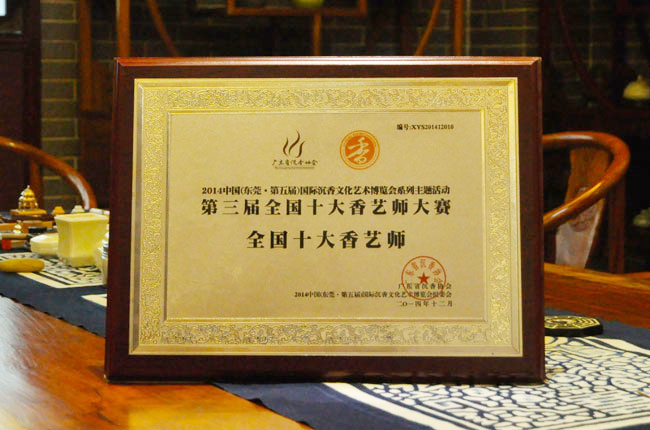 编号:XYS201412018
广东省沉香协会
香
2014中国(东莞·第五届)国际沉香文化艺术博览会系列主题活动
第三届全国十大香艺师大赛
全国十大香艺师
广东省沉香协会
2014中国(东莞·第五届)国际沉香文化艺术博览会组委会
二〇一四年十二月